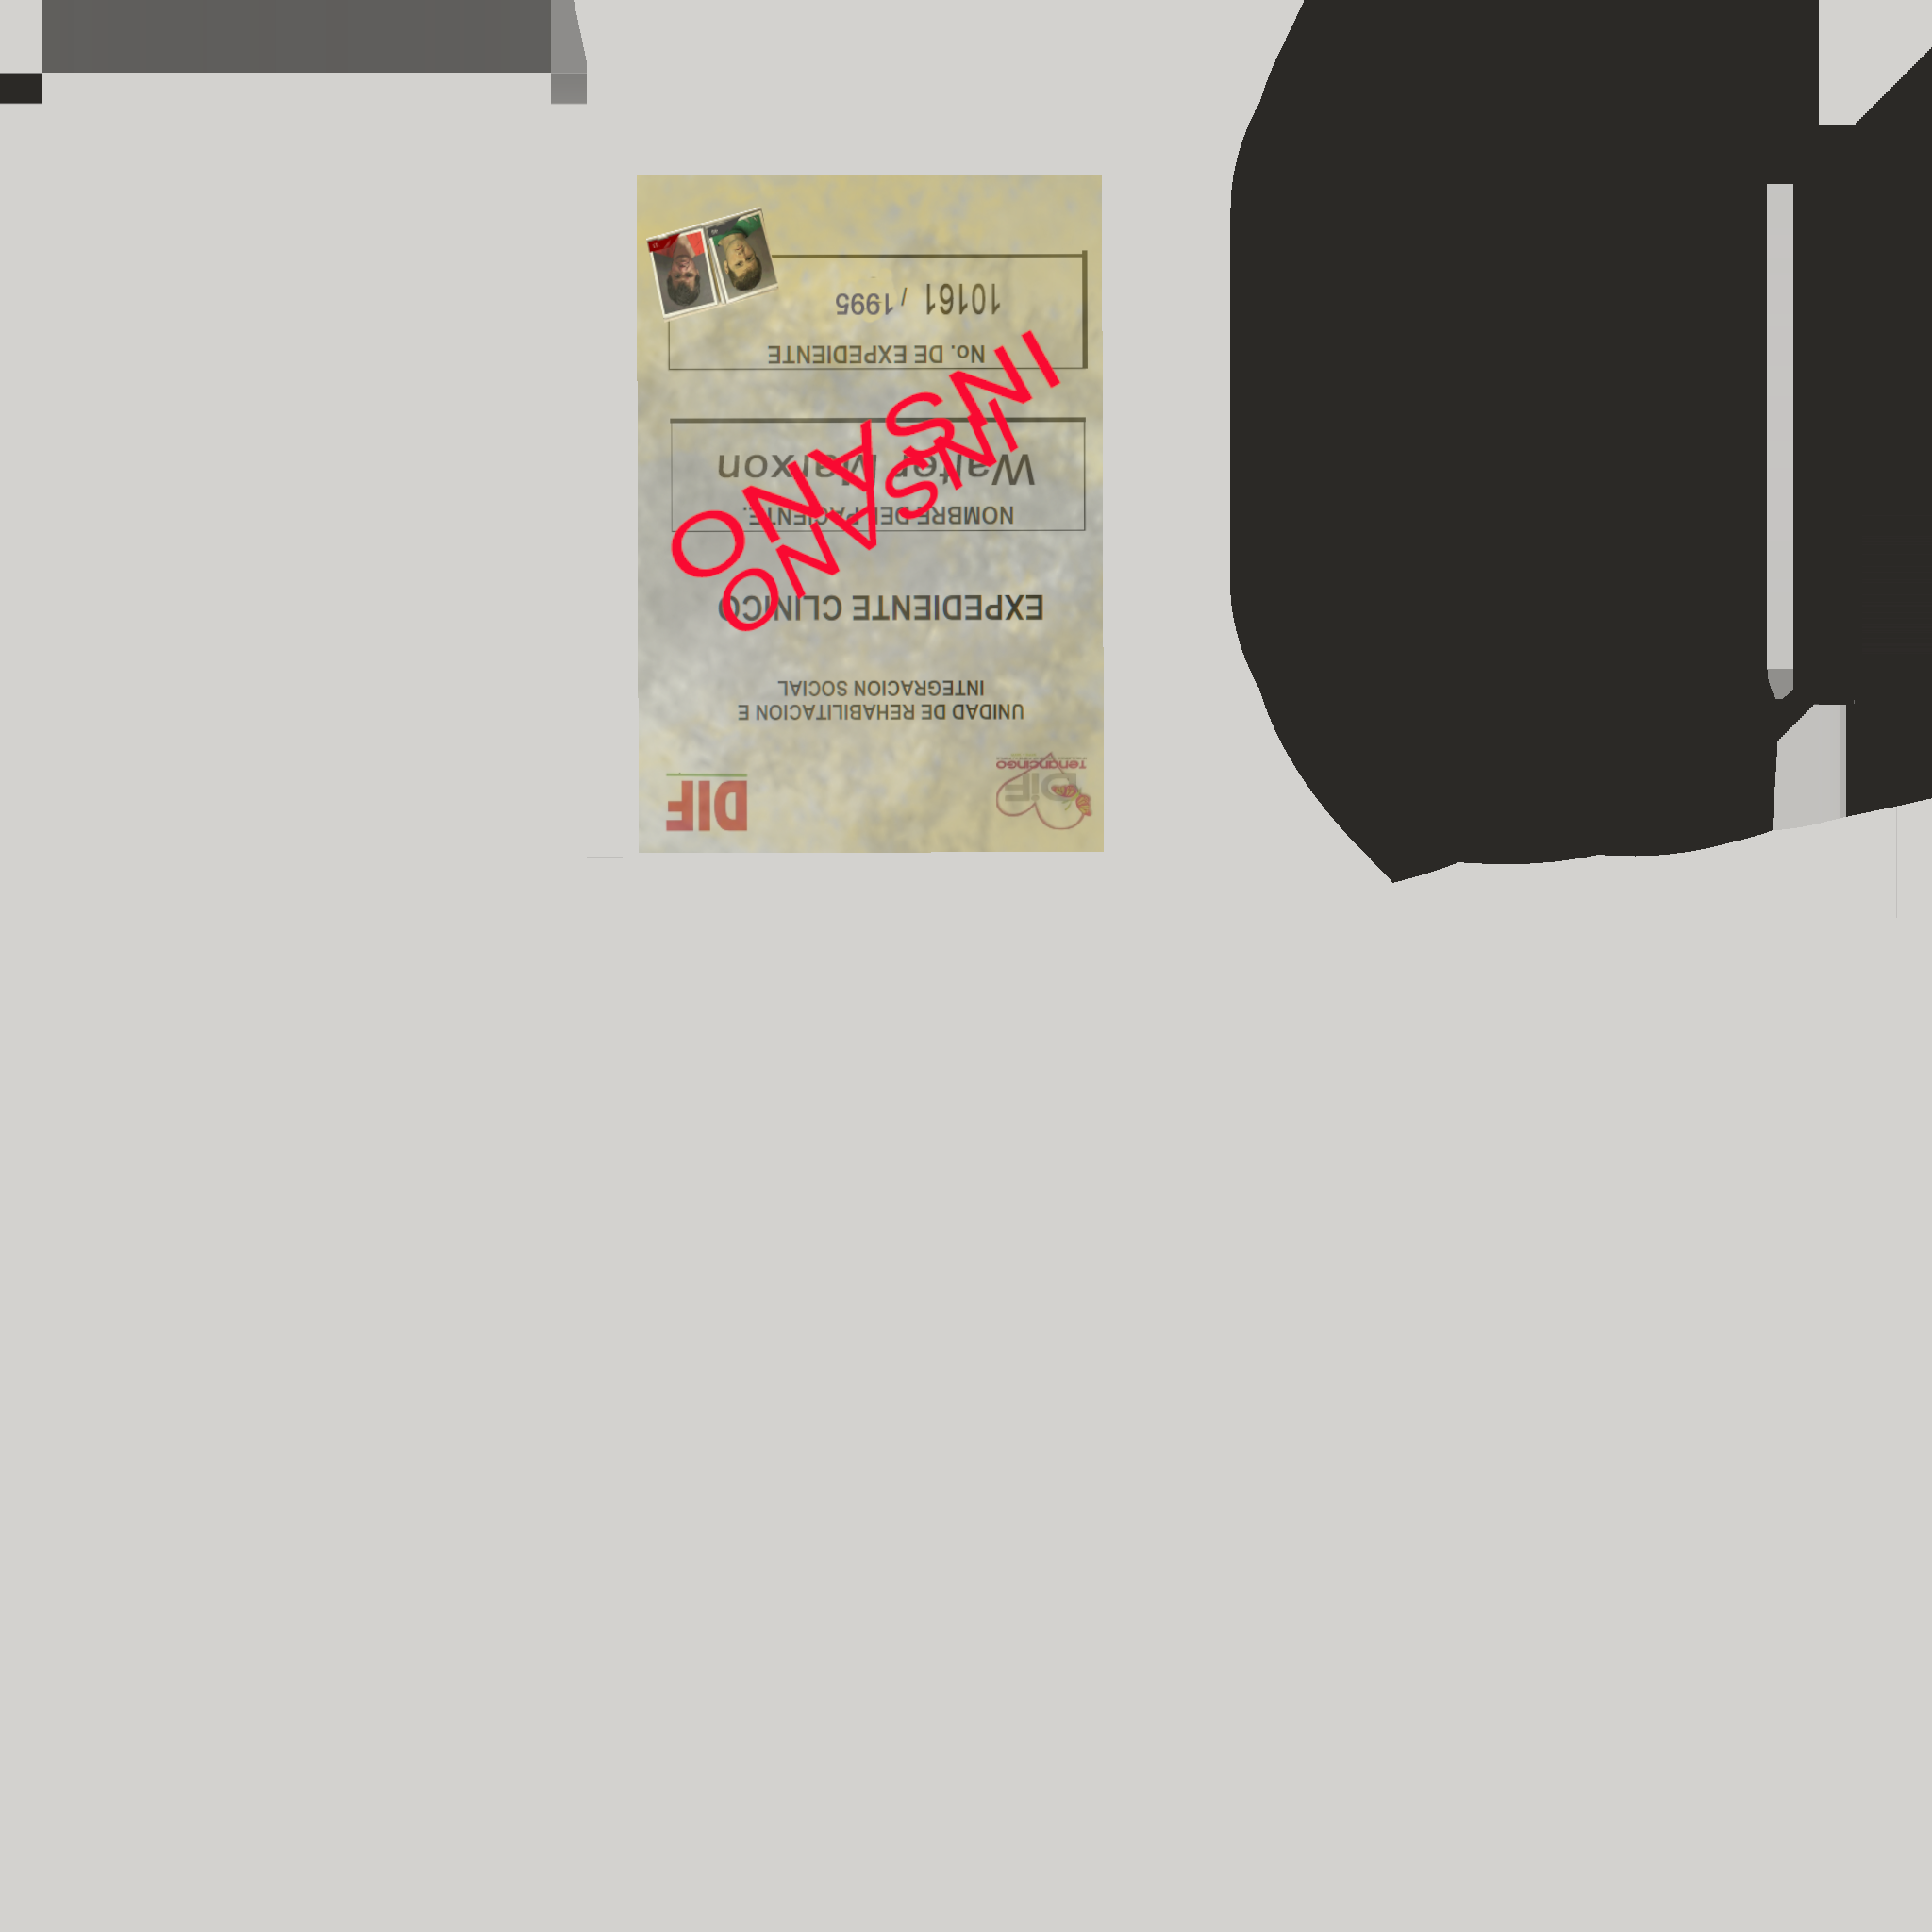 DiF
Tenancingo
DIF
UNIDAD DE REHABILITACION E
INTEGRACION SOCIAL
EXPEDIENTE CLINICO
NOMBRE DEL PACIENTE.
Walter Marxon
INSANO
INSANO
No. DE EXPEDIENTE
10161 / 1995